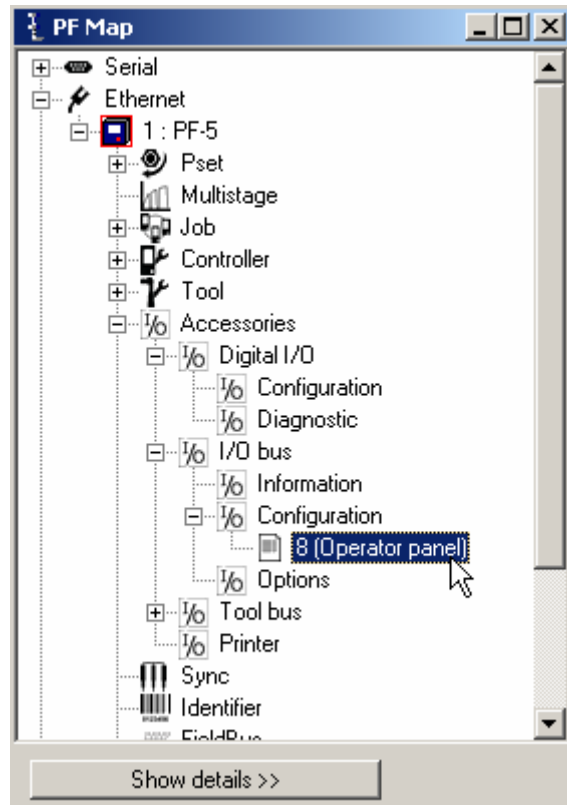 PF Map
Serial
Ethernet
1 : PF-5
Pset
Multistage
Job
Controller
Tool
Accessories
Digital I/O
Configuration
Diagnostic
I/O bus
Information
Configuration
8 (Operator panel)
Options
Tool bus
Printer
Sync
Identifier
FieldBus
Show details >>